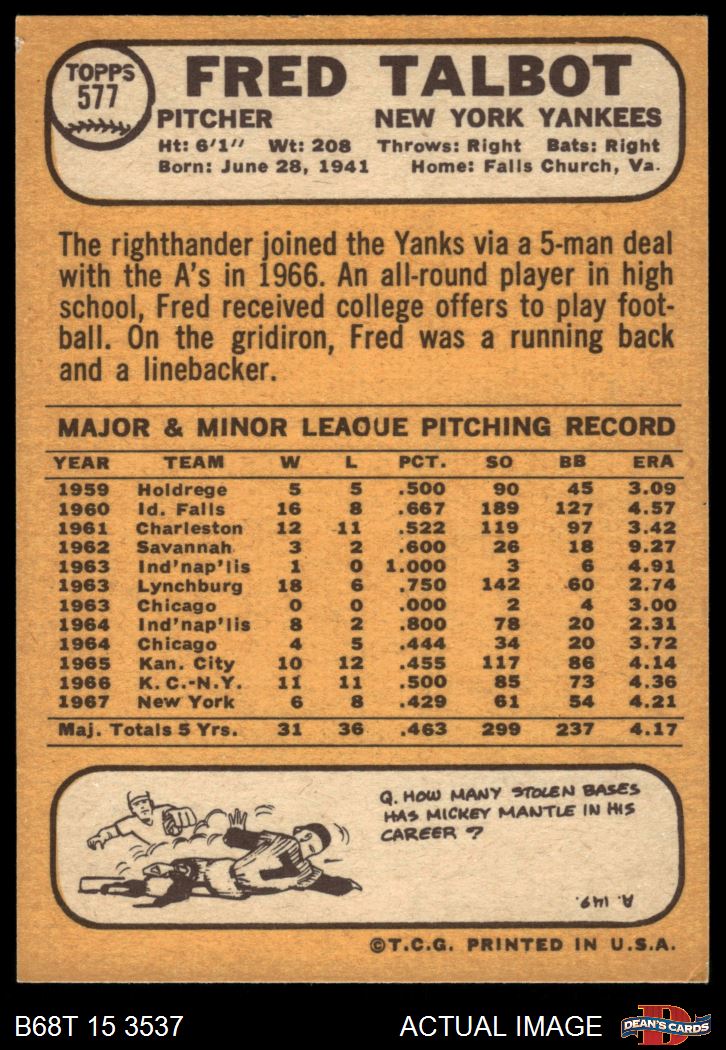 TOPPS
577
FRED TALBOT
PITCHER NEW YORK YANKEES
Ht: 6'1" Wt: 208 Throws: Right Bats: Right
Born: June 28, 1941 Home: Falls Church, Va.
The righthander joined the Yanks via a 5-man deal
with the A's in 1966. An all-round player in high
school, Fred received college offers to play foot-
ball. On the gridiron, Fred was a running back
and a linebacker.
MAJOR & MINOR LEAGUE PITCHING RECORD
YEAR TEAM W L PCT. SO BB ERA
1959 Holdrege 5 5 .500 90 45 3.09
1960 Id. Falls 16 8 .667 189 127 4.57
1961 Charleston 12 11 .522 119 97 3.42
1962 Savannah 3 2 .600 26 18 9.27
1963 Ind'nap'lis 1 0 1.000 3 6 4.91
1963 Lynchburg 18 6 .750 142 60 2.74
1963 Chicago 0 0 .000 2 4 3.00
1964 Ind'nap'lis 8 2 .800 78 20 2.31
1964 Chicago 4 5 .444 34 20 3.72
1965 Kan. City 10 12 .455 117 86 4.14
1966 K.C.-N.Y. 11 11 .500 85 73 4.36
1967 New York 6 8 .429 61 54 4.21
Maj. Totals 5 Yrs. 31 36 .463 299 237 4.17
Q. HOW MANY STOLEN BASES
HAS MICKEY MANTLE IN HIS
CAREER ?
A. 149.
©T.C.G. PRINTED IN U.S.A.
B68T 15 3537 ACTUAL IMAGE DEAN'S CARDS